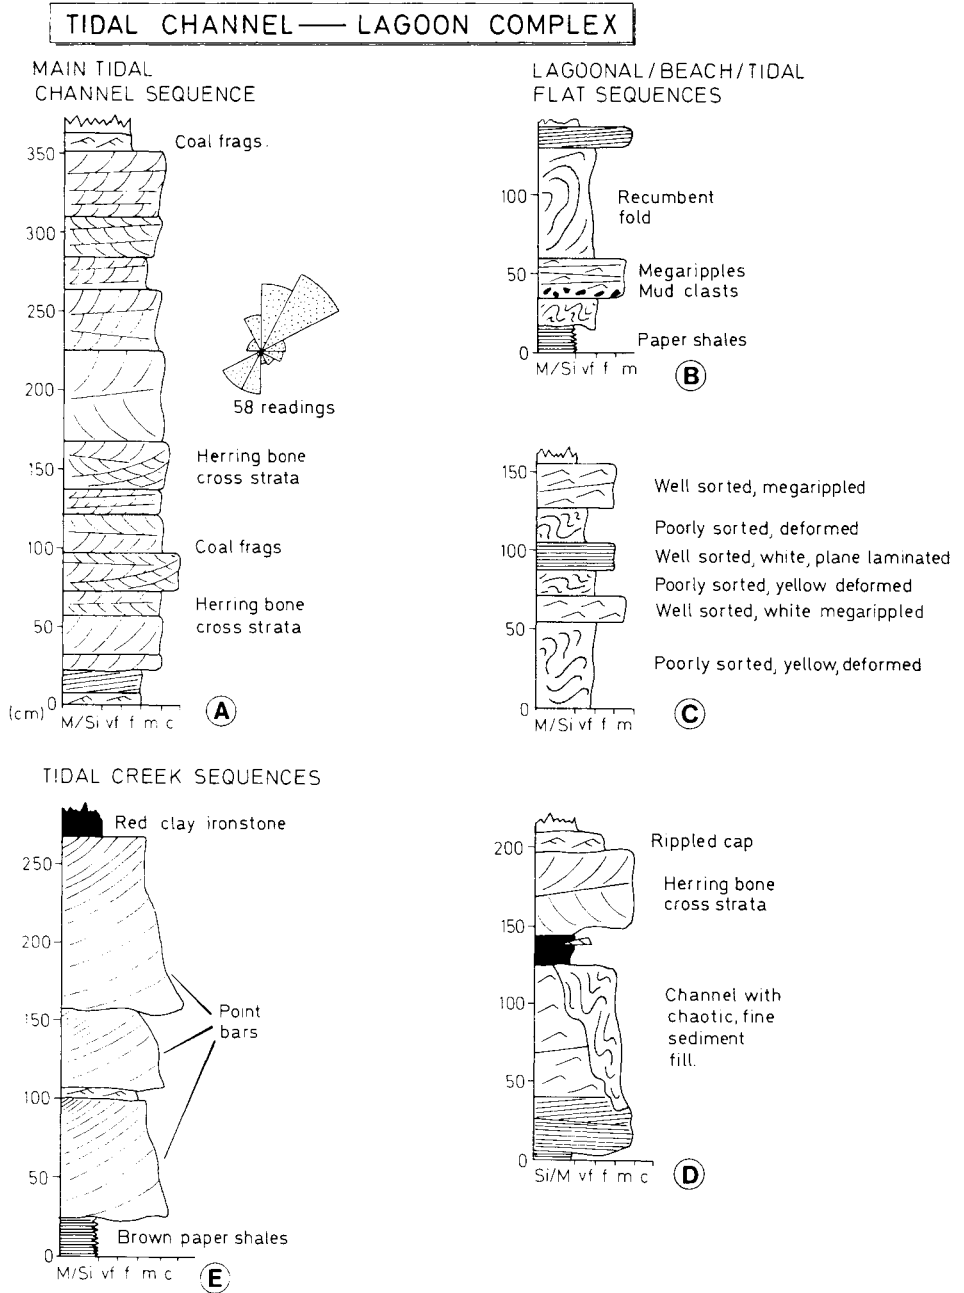 TIDAL CHANNEL — LAGOON COMPLEX
MAIN TIDAL
CHANNEL SEQUENCE
350
300
250
200
150
100
50
0
(cm)
M/Si vf f m c
Coal frags.
58 readings
Herring bone
cross strata
Coal frags
Herring bone
cross strata
A
LAGOONAL/BEACH/TIDAL
FLAT SEQUENCES
100
50
0
M/Si vf f m
Recumbent
fold
Megaripples
Mud clasts
Paper shales
B
150
100
50
0
M/Si vf f m
Well sorted, megarippled
Poorly sorted, deformed
Well sorted, white, plane laminated
Poorly sorted, yellow deformed
Well sorted, white megarippled
Poorly sorted, yellow, deformed
C
TIDAL CREEK SEQUENCES
250
200
150
100
50
0
M/Si vf f m c
Red clay ironstone
Point
bars
Brown paper shales
E
200
150
100
50
0
Si/M vf f m c
Rippled cap
Herring bone
cross strata
Channel with
chaotic, fine
sediment
fill.
D